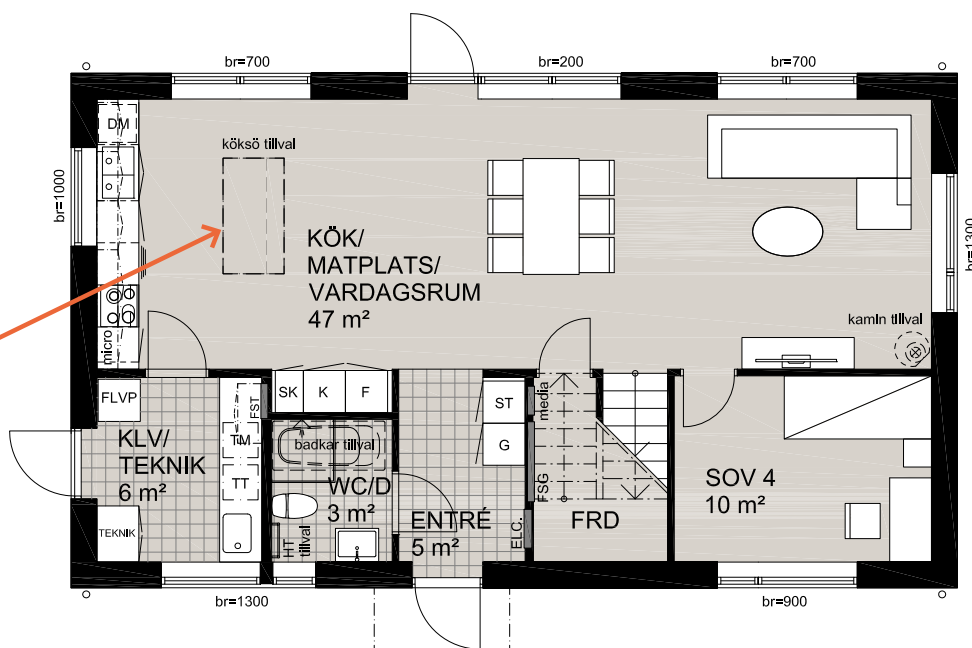 br=700
br=200
br=700
DM
köksö tillval
br=1000
KÖK/
MATPLATS/
VARDAGSRUM
47 m²
br=1300
kamin tillval
micro
FLVP
SK
K
F
ST
media
FST
KLV/
TEKNIK
6 m²
TM
TT
badkar tillval
WC/D
3 m²
G
FSG
SOV 4
10 m²
ENTRÉ
5 m²
FRD
TEKNIK
HT
tillval
ELC.
br=1300
br=900